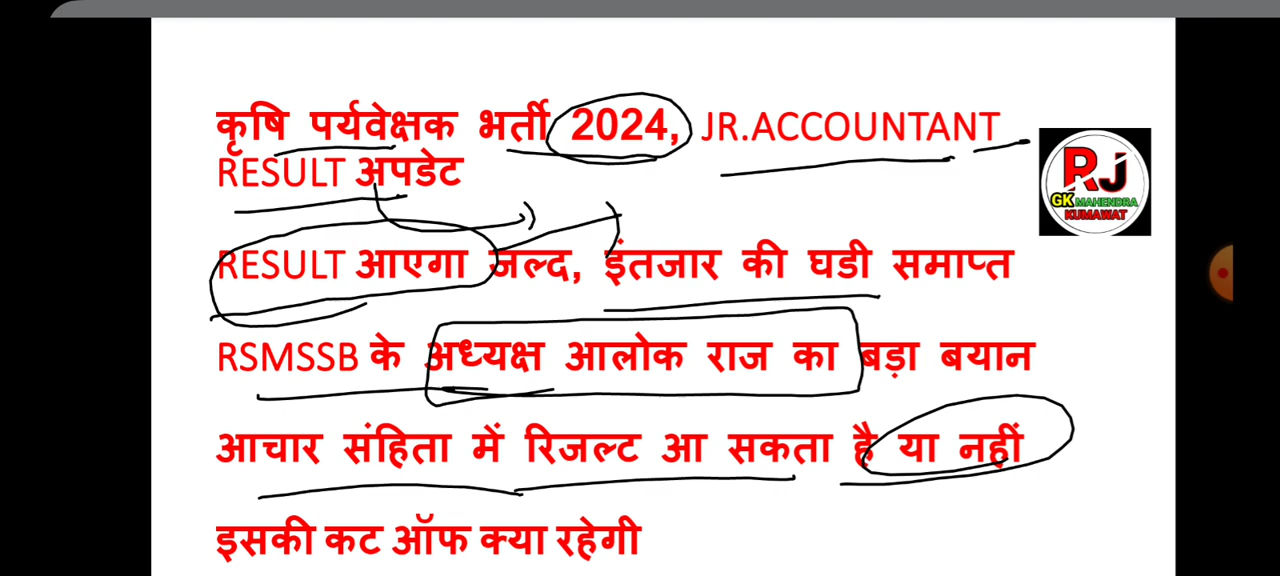 कृषि पर्यवेक्षक भर्ती 2024, JR.ACCOUNTANT
RESULT अपडेट
RJ
GK MAHENDRA
KUMAWAT
RESULT आएगा जल्द, इंतजार की घडी समाप्त
RSMSSB के अध्यक्ष आलोक राज का बड़ा बयान
आचार संहिता में रिजल्ट आ सकता है या नहीं
इसकी कट ऑफ क्या रहेगी